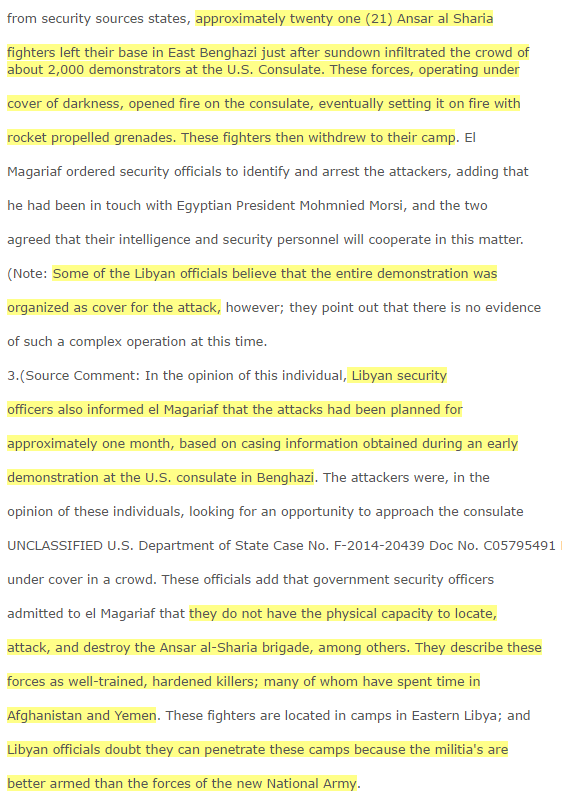 from security sources states, approximately twenty one (21) Ansar al Sharia
fighters left their base in East Benghazi just after sundown infiltrated the crowd of
about 2,000 demonstrators at the U.S. Consulate. These forces, operating under
cover of darkness, opened fire on the consulate, eventually setting it on fire with
rocket propelled grenades. These fighters then withdrew to their camp. El
Magariaf ordered security officials to identify and arrest the attackers, adding that
he had been in touch with Egyptian President Mohmnied Morsi, and the two
agreed that their intelligence and security personnel will cooperate in this matter.
(Note: Some of the Libyan officials believe that the entire demonstration was
organized as cover for the attack, however; they point out that there is no evidence
of such a complex operation at this time.
3.(Source Comment: In the opinion of this individual, Libyan security
officers also informed el Magariaf that the attacks had been planned for
approximately one month, based on casing information obtained during an early
demonstration at the U.S. consulate in Benghazi. The attackers were, in the
opinion of these individuals, looking for an opportunity to approach the consulate
UNCLASSIFIED U.S. Department of State Case No. F-2014-20439 Doc No. C05795491
under cover in a crowd. These officials add that government security officers
admitted to el Magariaf that they do not have the physical capacity to locate,
attack, and destroy the Ansar al-Sharia brigade, among others. They describe these
forces as well-trained, hardened killers; many of whom have spent time in
Afghanistan and Yemen. These fighters are located in camps in Eastern Libya; and
Libyan officials doubt they can penetrate these camps because the militia's are
better armed than the forces of the new National Army.